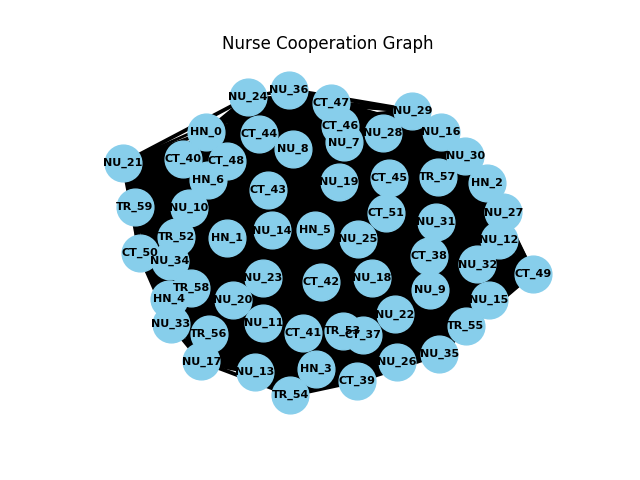 Nurse Cooperation Graph
NU_36
NU_24
CT_47
NU_29
CT_46
HN_0
CT_44
NU_28
NU_16
NU_7
NU_8
NU_30
CT_40
CT_48
NU_21
HN_6
CT_45
TR_57
NU_19
HN_2
CT_43
TR_59
NU_10
CT_51
NU_27
NU_31
NU_14
HN_5
TR_52
HN_1
NU_25
NU_12
CT_50
CT_38
NU_34
NU_32
CT_49
NU_23
NU_18
CT_42
TR_58
NU_9
HN_4
NU_20
NU_15
NU_22
NU_33
NU_11
TR_55
TR_56
CT_41
TR_53
CT_37
NU_35
NU_17
NU_26
HN_3
NU_13
CT_39
TR_54